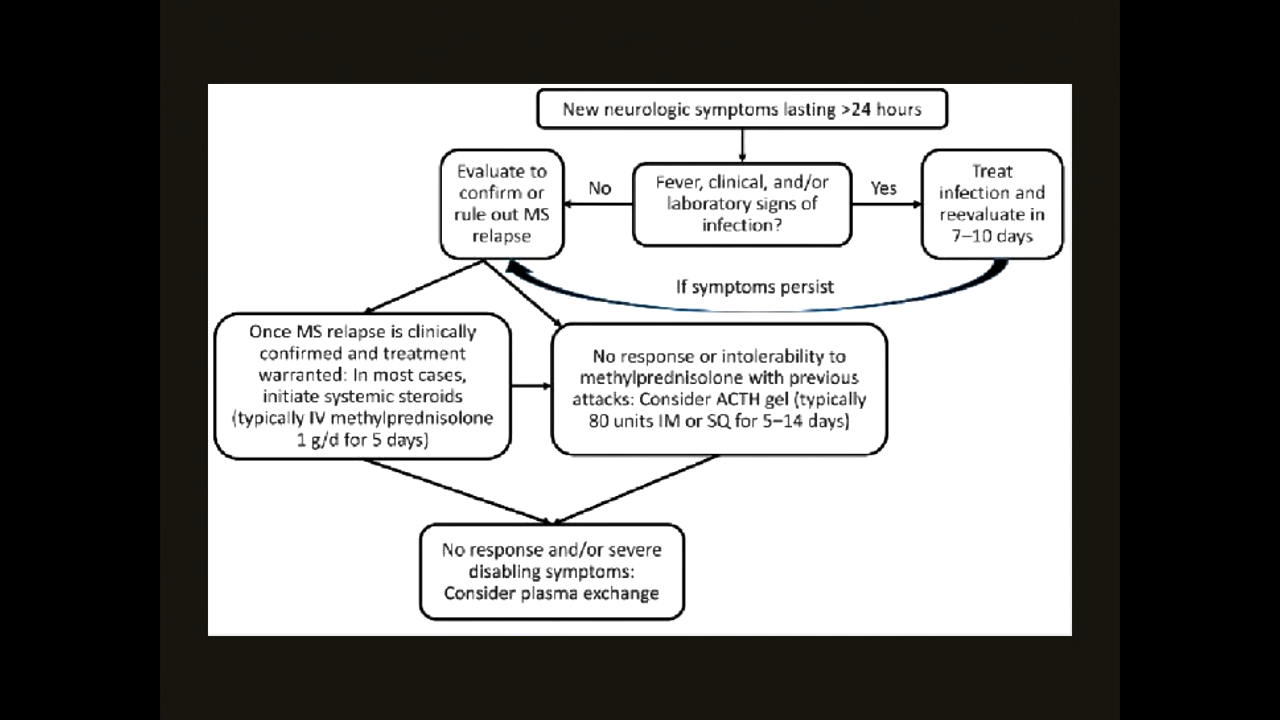 New neurologic symptoms lasting >24 hours
Evaluate to
confirm or
rule out MS
relapse
No
Fever, clinical, and/or
laboratory signs of
infection?
Yes
Treat
infection and
reevaluate in
7–10 days
If symptoms persist
Once MS relapse is clinically
confirmed and treatment
warranted: In most cases,
initiate systemic steroids
(typically IV methylprednisolone
1 g/d for 5 days)
No response or intolerability to
methylprednisolone with previous
attacks: Consider ACTH gel (typically
80 units IM or SQ for 5–14 days)
No response and/or severe
disabling symptoms:
Consider plasma exchange